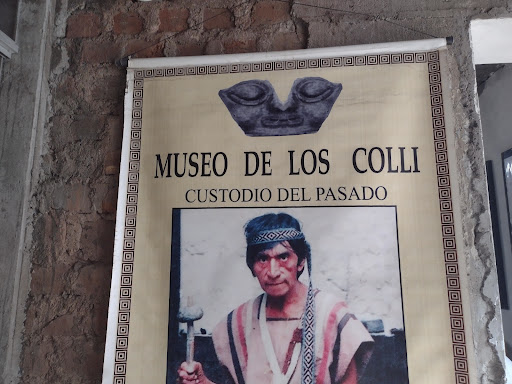 MUSEO DE LOS COLLI
CUSTODIO DEL PASADO